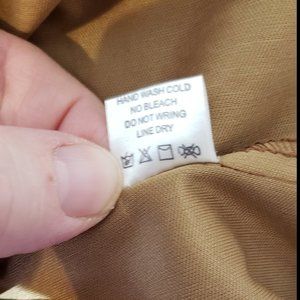 HAND WASH COLD
NO BLEACH
DO NOT WRING
LINE DRY